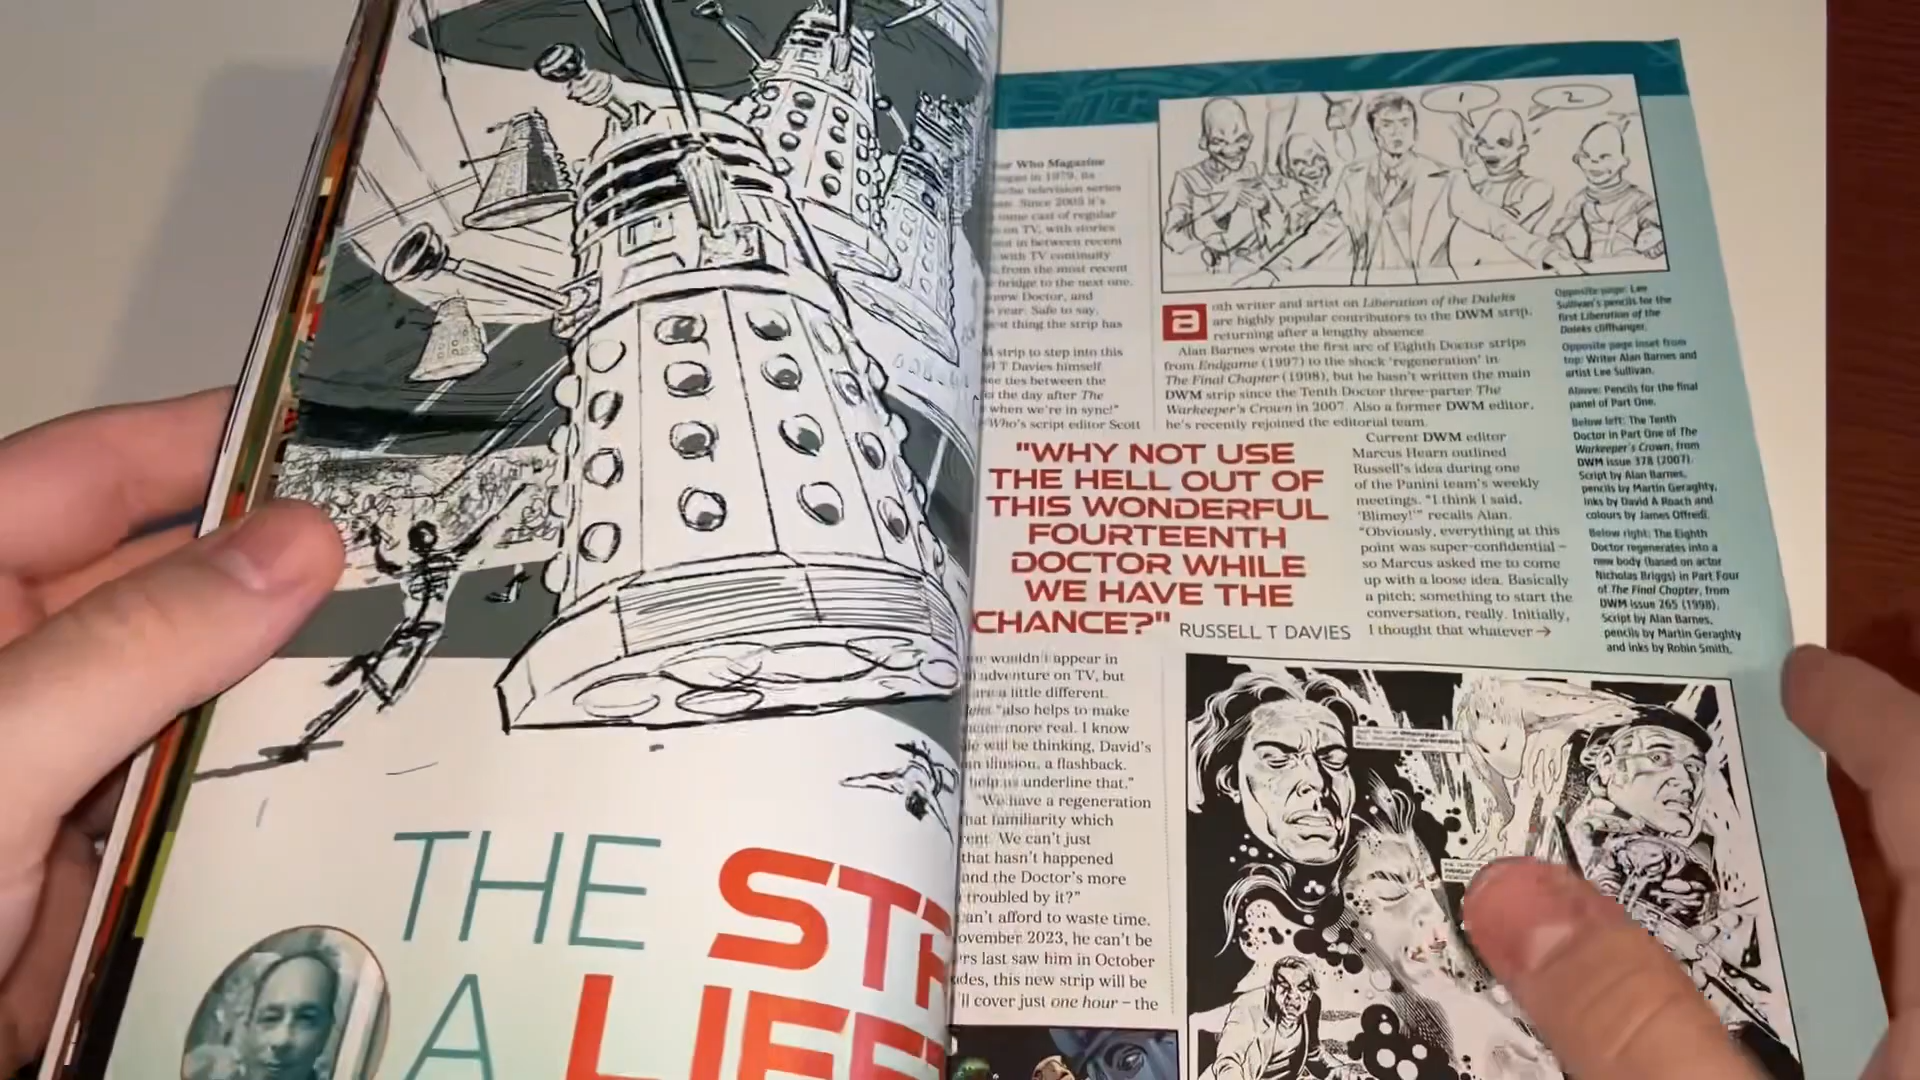 THE STR
A LIFET
Who Magazine
in 1979, its
television series
Since 2005 it's
cast of regular
on TV, with stories
in between recent
with TV continuity
from the most recent
bridge to the next one,
new Doctor, and
year. Safe to say,
thing the strip has
strip to step into this
T Davies himself
ties between the
the day after The
when we're in sync!"
Who's script editor Scott
"WHY NOT USE
THE HELL OUT OF
THIS WONDERFUL
FOURTEENTH
DOCTOR WHILE
WE HAVE THE
CHANCE?" RUSSELL T DAVIES
wouldn't appear in
adventure on TV, but
are a little different.
"also helps to make
more real. I know
will be thinking, David's
an illusion, a flashback.
help us underline that."
"We have a regeneration
that familiarity which
We can't just
that hasn't happened
and the Doctor's more
troubled by it?"
can't afford to waste time.
November 2023, he can't be
last saw him in October
this new strip will be
cover just one hour – the
1
2
a
oth writer and artist on Liberation of the Daleks
are highly popular contributors to the DWM strip,
returning after a lengthy absence.
Alan Barnes wrote the first arc of Eighth Doctor strips
from Endgame (1997) to the shock 'regeneration' in
The Final Chapter (1998), but he hasn't written the main
DWM strip since the Tenth Doctor three-parter The
Warkeeper's Crown in 2007. Also a former DWM editor,
he's recently rejoined the editorial team.
Current DWM editor
Marcus Hearn outlined
Russell's idea during one
of the Panini team's weekly
meetings. "I think I said,
'Blimey!'" recalls Alan.
"Obviously, everything at this
point was super-confidential –
so Marcus asked me to come
up with a loose idea. Basically
a pitch; something to start the
conversation, really. Initially,
I thought that whatever →
Opposite page: Lee
Sullivan's pencils for the
first Liberation of the
Daleks cliffhanger.
Opposite page inset from
top: Writer Alan Barnes and
artist Lee Sullivan.
Above: Pencils for the final
panel of Part One.
Below left: The Tenth
Doctor in Part One of The
Warkeeper's Crown, from
DWM issue 378 (2007).
Script by Alan Barnes,
pencils by Martin Geraghty,
inks by David A Roach and
colours by James Offredi.
Below right: The Eighth
Doctor regenerates into a
new body (based on actor
Nicholas Briggs) in Part Four
of The Final Chapter, from
DWM issue 265 (1998).
Script by Alan Barnes,
pencils by Martin Geraghty
and inks by Robin Smith.